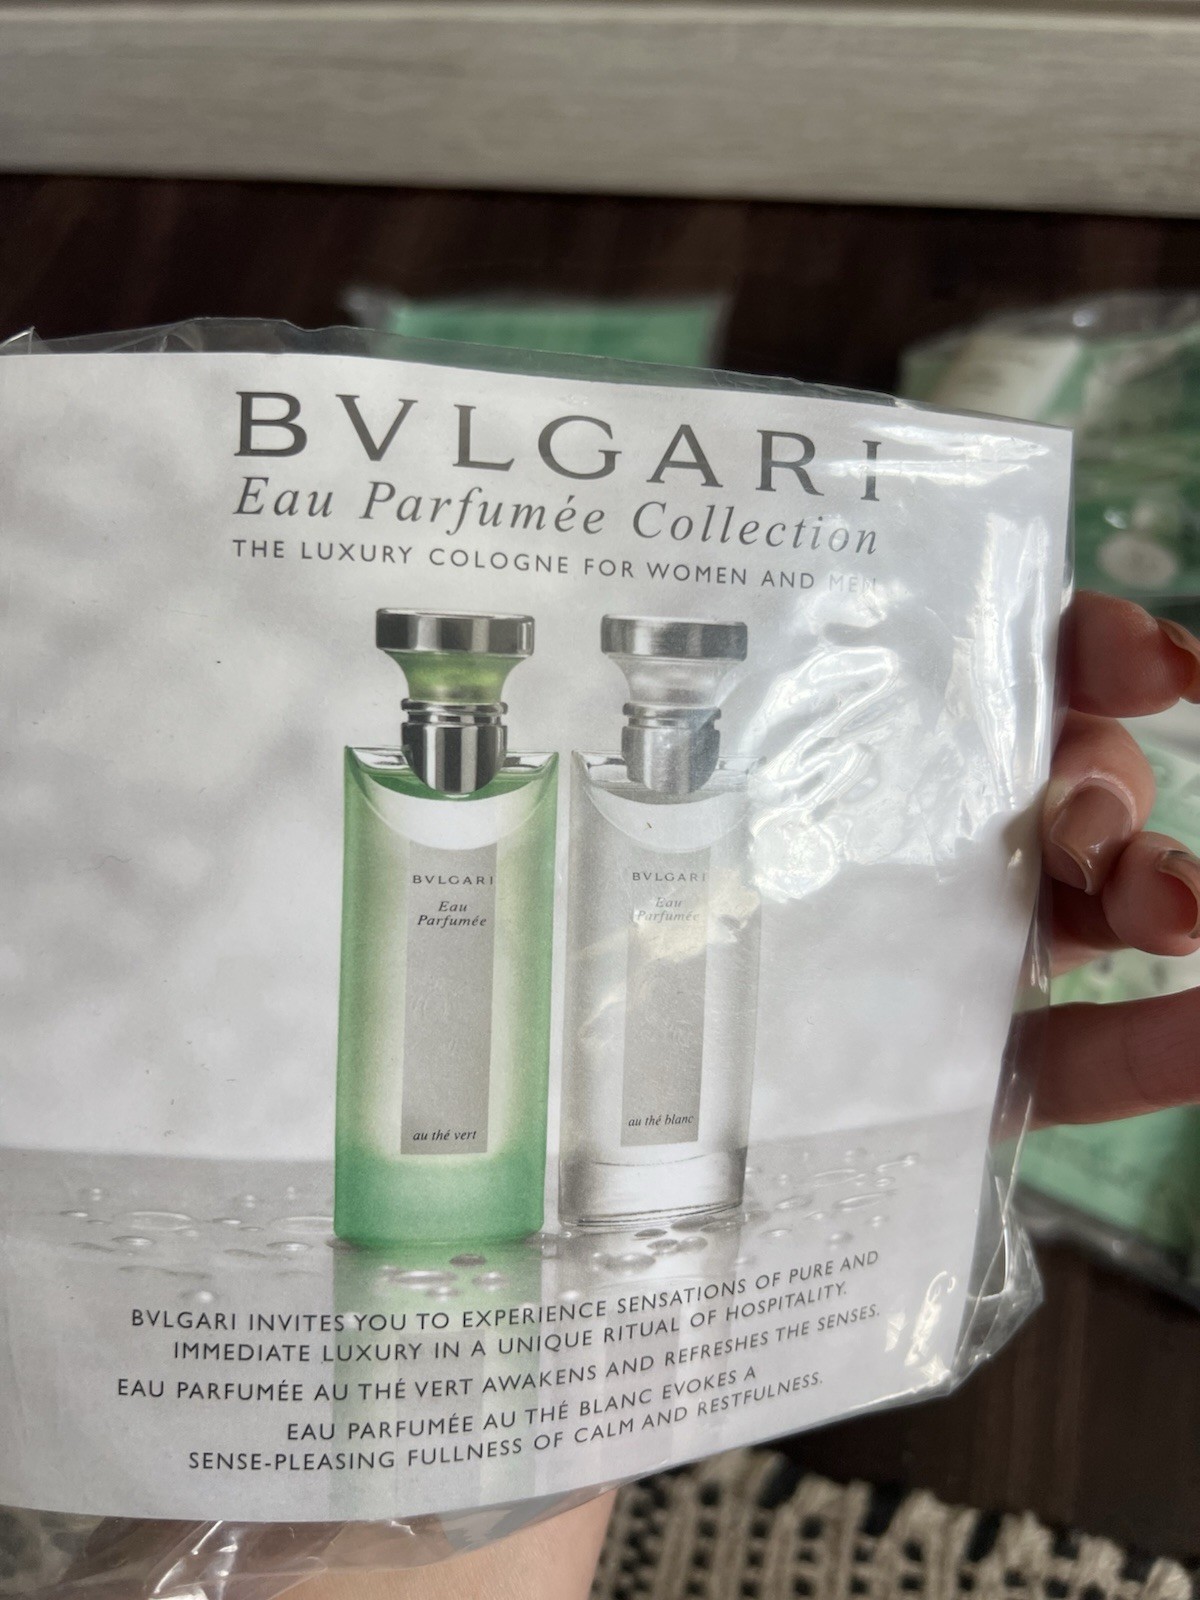 BVLGARI
Eau Parfumée Collection
THE LUXURY COLOGNE FOR WOMEN AND MEN
BVLGARI
Eau
Parfumée
au thé vert
BVLGARI
Eau
Parfumée
au thé blanc
BVLGARI INVITES YOU TO EXPERIENCE SENSATIONS OF PURE AND
IMMEDIATE LUXURY IN A UNIQUE RITUAL OF HOSPITALITY.
EAU PARFUMÉE AU THÉ VERT AWAKENS AND REFRESHES THE SENSES.
EAU PARFUMÉE AU THÉ BLANC EVOKES A
SENSE-PLEASING FULLNESS OF CALM AND RESTFULNESS.